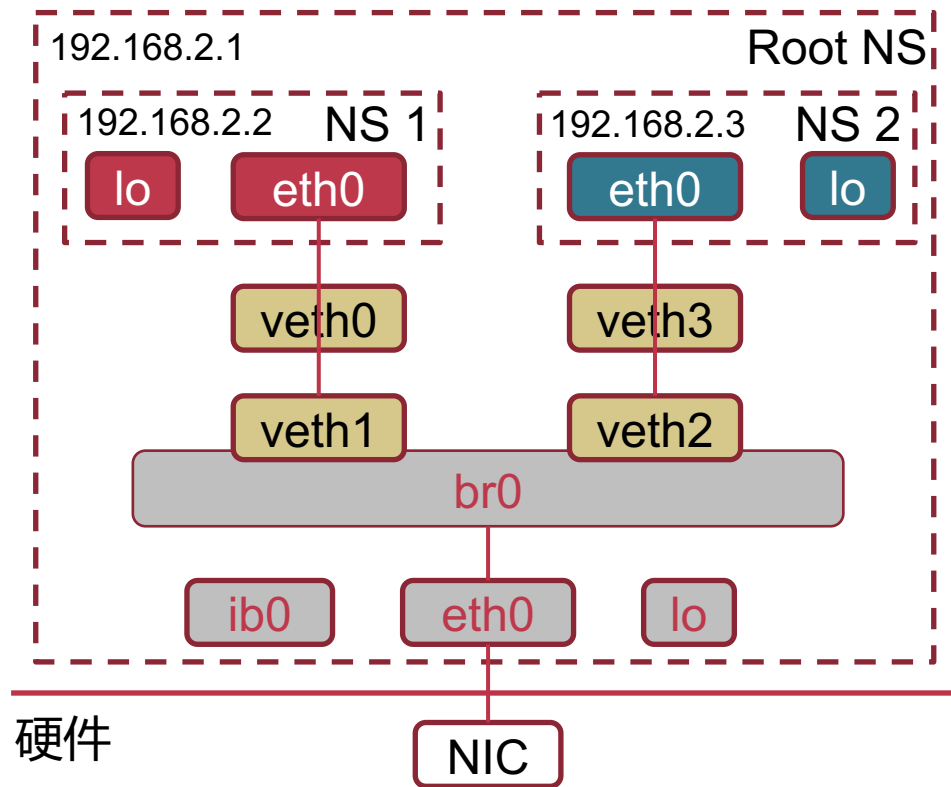 192.168.2.1
Root NS
192.168.2.2
NS 1
192.168.2.3
NS 2
lo
eth0
eth0
lo
veth0
veth3
veth1
veth2
br0
ib0
eth0
lo
硬件
NIC